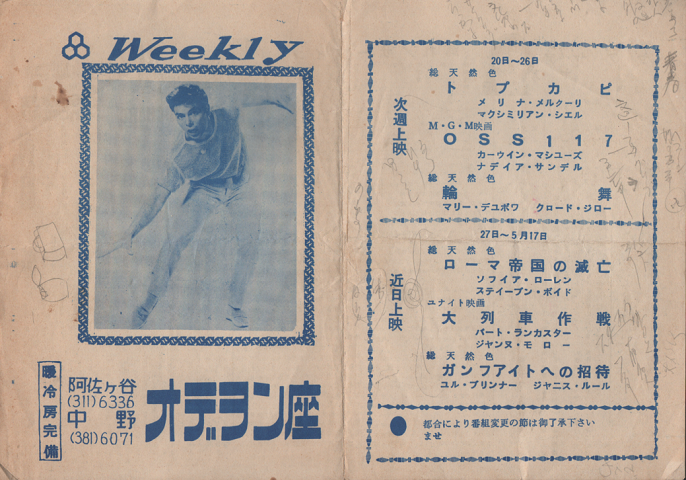 Weekly
暖冷房完備
阿佐ヶ谷
(311)6336
中野
(381)6071
オデヲン座
次週上映
20日〜26日
総天然色
トプカピ
メリナ・メルクーリ
マクシミリアン・シエル
M・G・M映画
OSS117
カーウイン・マシユーズ
ナデイア・サンデル
総天然色
輪舞
マリー・デユボワ クロード・ジロー
近日上映
27日〜5月17日
総天然色
ローマ帝国の滅亡
ソフイア・ローレン
ステイーブン・ボイド
ユナイト映画
大列車作戦
バート・ランカスター
ジヤンヌ・モロー
総天然色
ガンフアイトへの招待
ユル・ブリンナー ジヤニス・ルール
都合により番組変更の節は御了承下さい
ませ